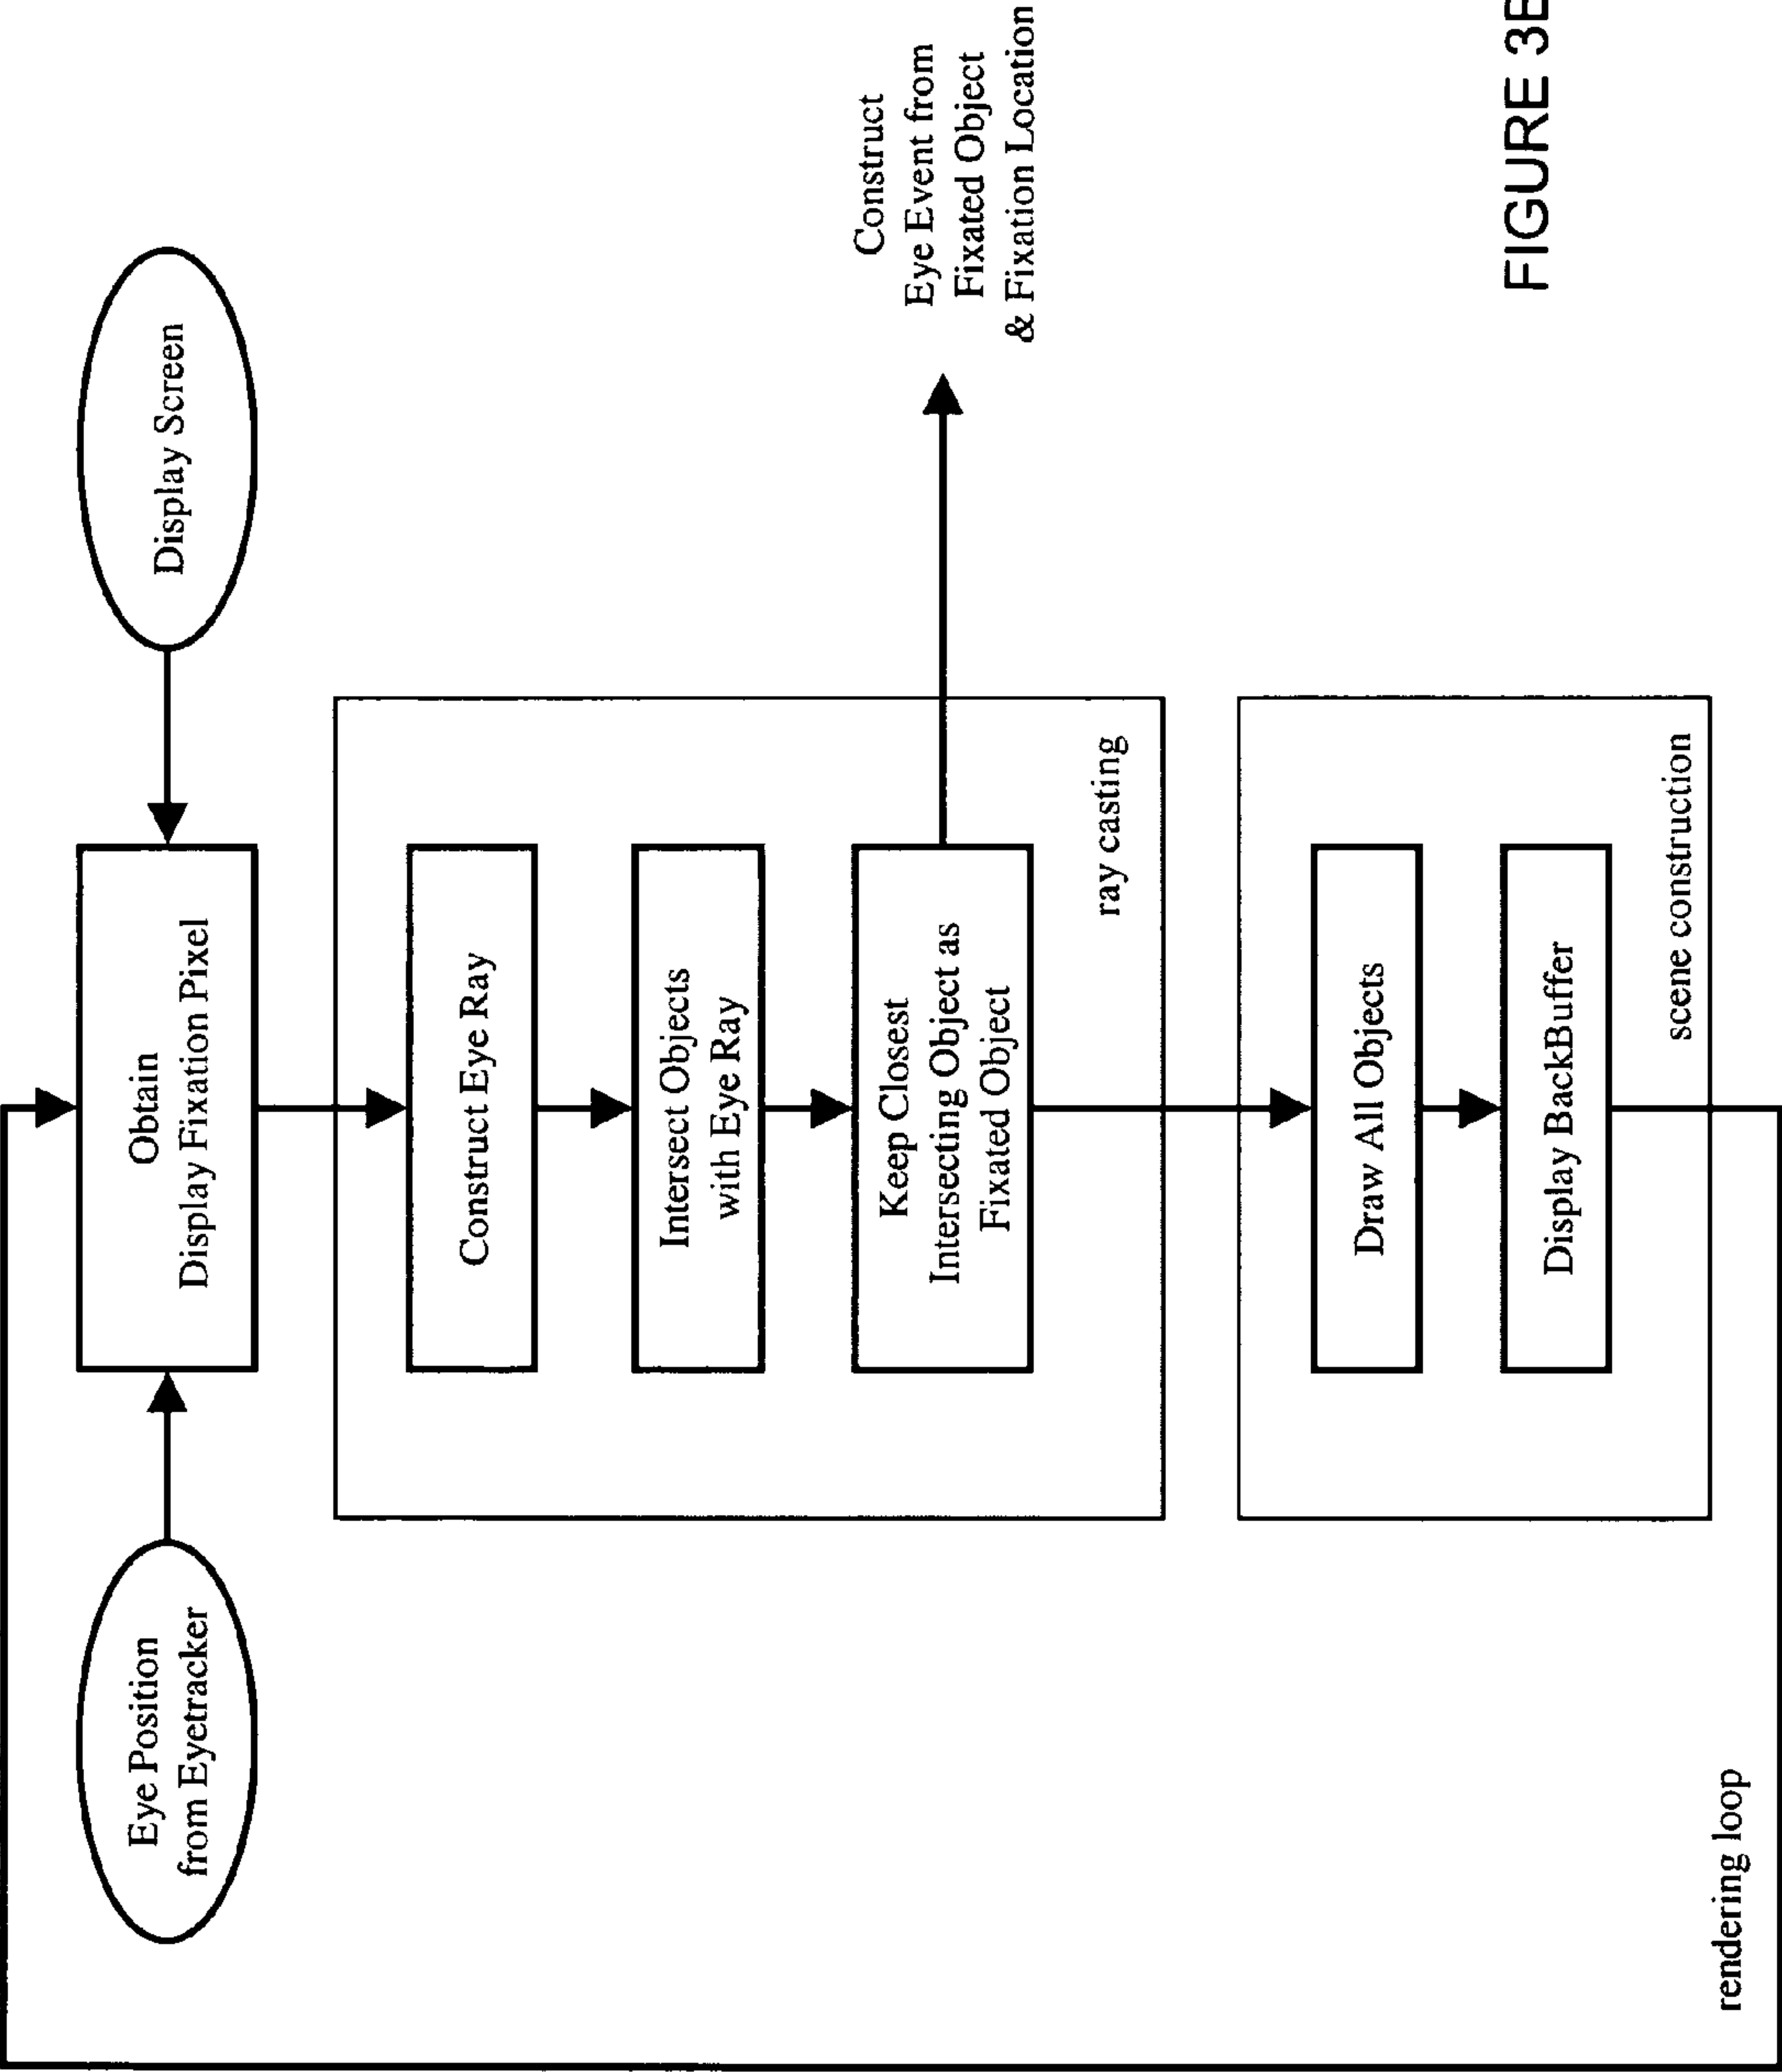 Eye Position
from Eyetracker
Obtain
Display Fixation Pixel
Display Screen
Construct Eye Ray
Intersect Objects
with Eye Ray
Keep Closest
Intersecting Object as
Fixated Object
ray casting
Construct
Eye Event from
Fixated Object
& Fixation Location
Draw All Objects
Display BackBuffer
scene construction
rendering loop
FIGURE 3B